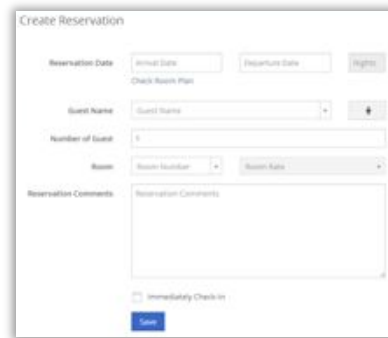 Create Reservation
Reservation Date Arrival Date Departure Date Nights
Check Room Plan
Guest Name Guest Name
Number of Guest 1
Room Room Number Room Rate
Reservation Comments Reservation Comments
Immediately Check-In
Save